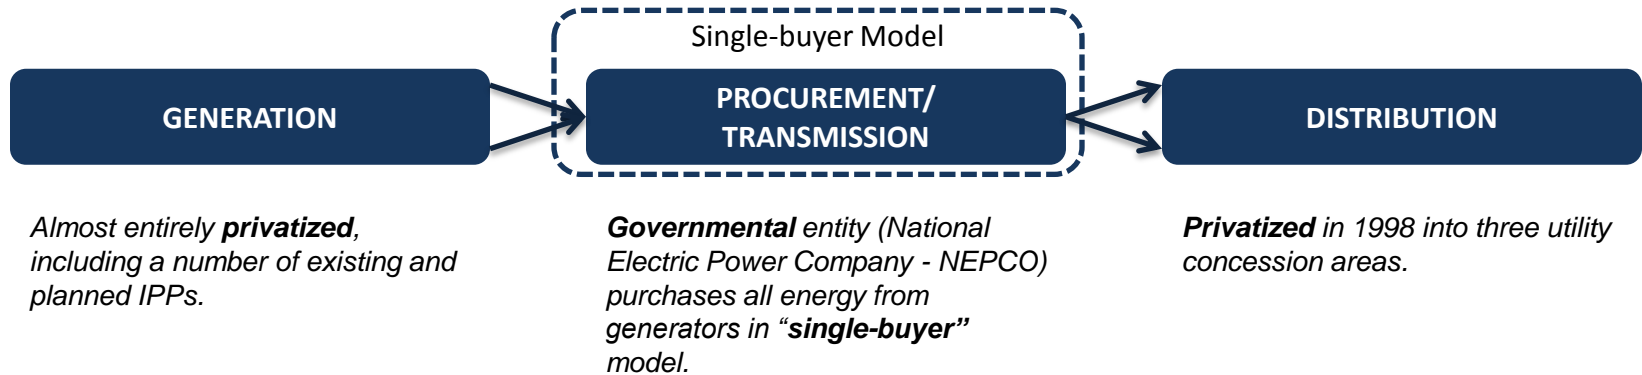 Single-buyer Model
GENERATION
PROCUREMENT/
TRANSMISSION
DISTRIBUTION
Almost entirely privatized,
including a number of existing and
planned IPPs.
Governmental entity (National
Electric Power Company - NEPCO)
purchases all energy from
generators in “single-buyer”
model.
Privatized in 1998 into three utility
concession areas.